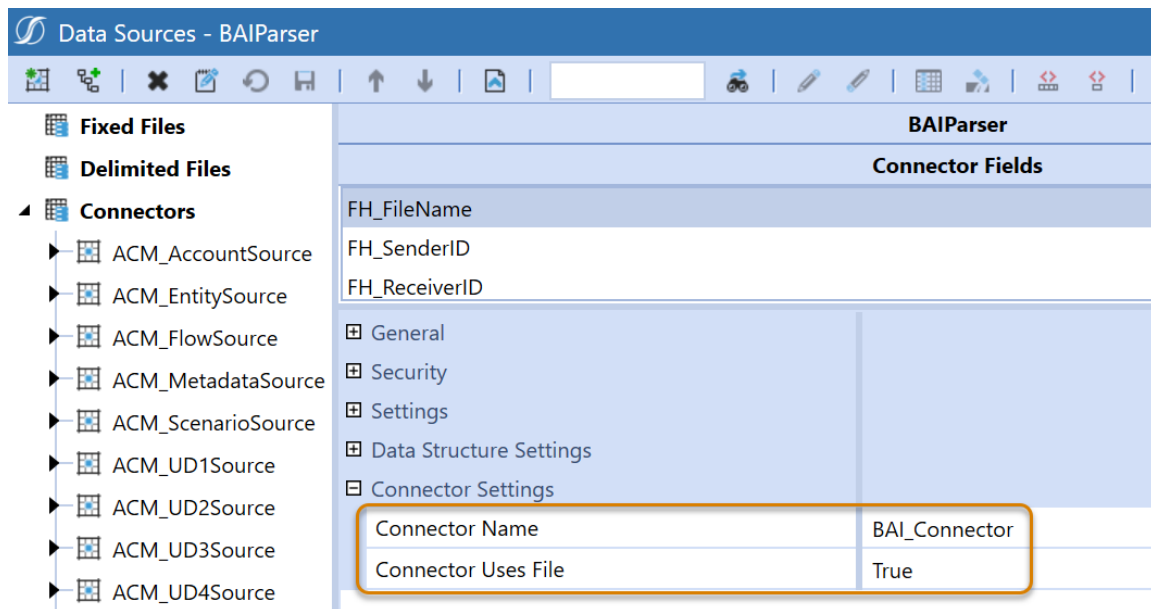 Data Sources - BAIParser
Fixed Files
Delimited Files
Connectors
ACM_AccountSource
ACM_EntitySource
ACM_FlowSource
ACM_MetadataSource
ACM_ScenarioSource
ACM_UD1Source
ACM_UD2Source
ACM_UD3Source
ACM_UD4Source
BAIParser
Connector Fields
FH_FileName
FH_SenderID
FH_ReceiverID
General
Security
Settings
Data Structure Settings
Connector Settings
Connector Name BAI_Connector
Connector Uses File True